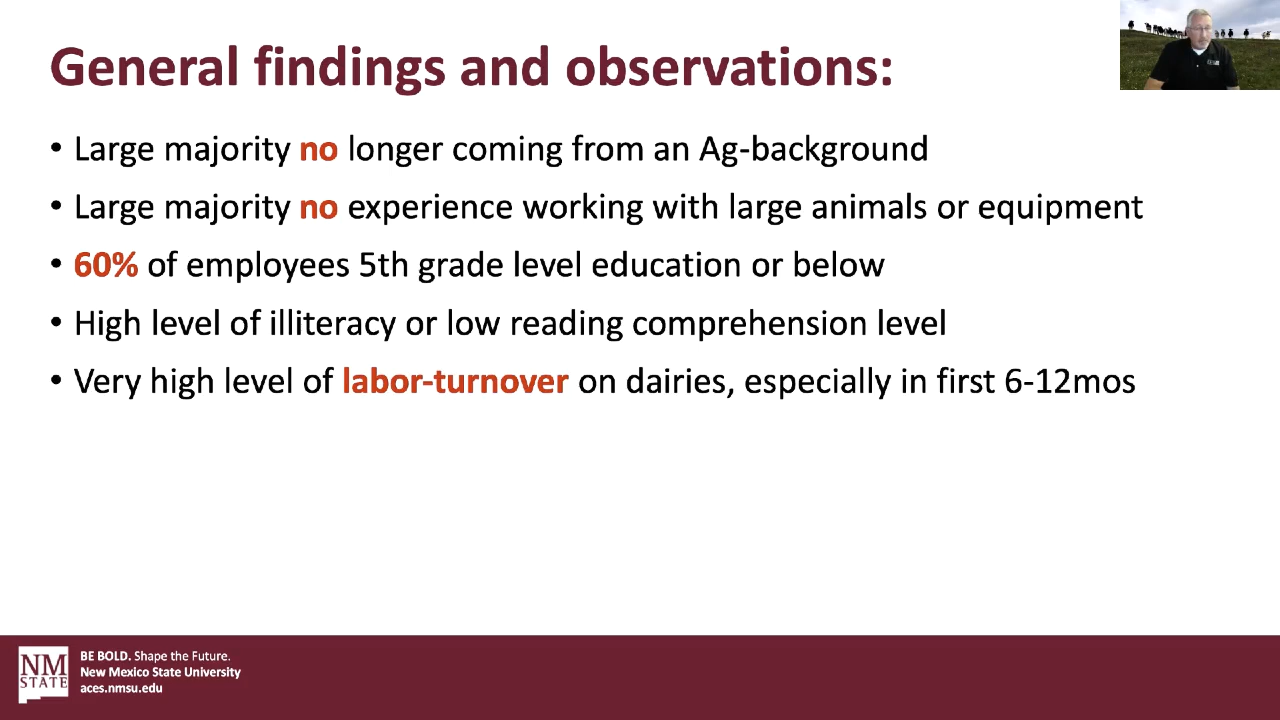 General findings and observations:
• Large majority no longer coming from an Ag-background
• Large majority no experience working with large animals or equipment
• 60% of employees 5th grade level education or below
• High level of illiteracy or low reading comprehension level
• Very high level of labor-turnover on dairies, especially in first 6-12mos
NM
STATE
BE BOLD. Shape the Future.
New Mexico State University
aces.nmsu.edu